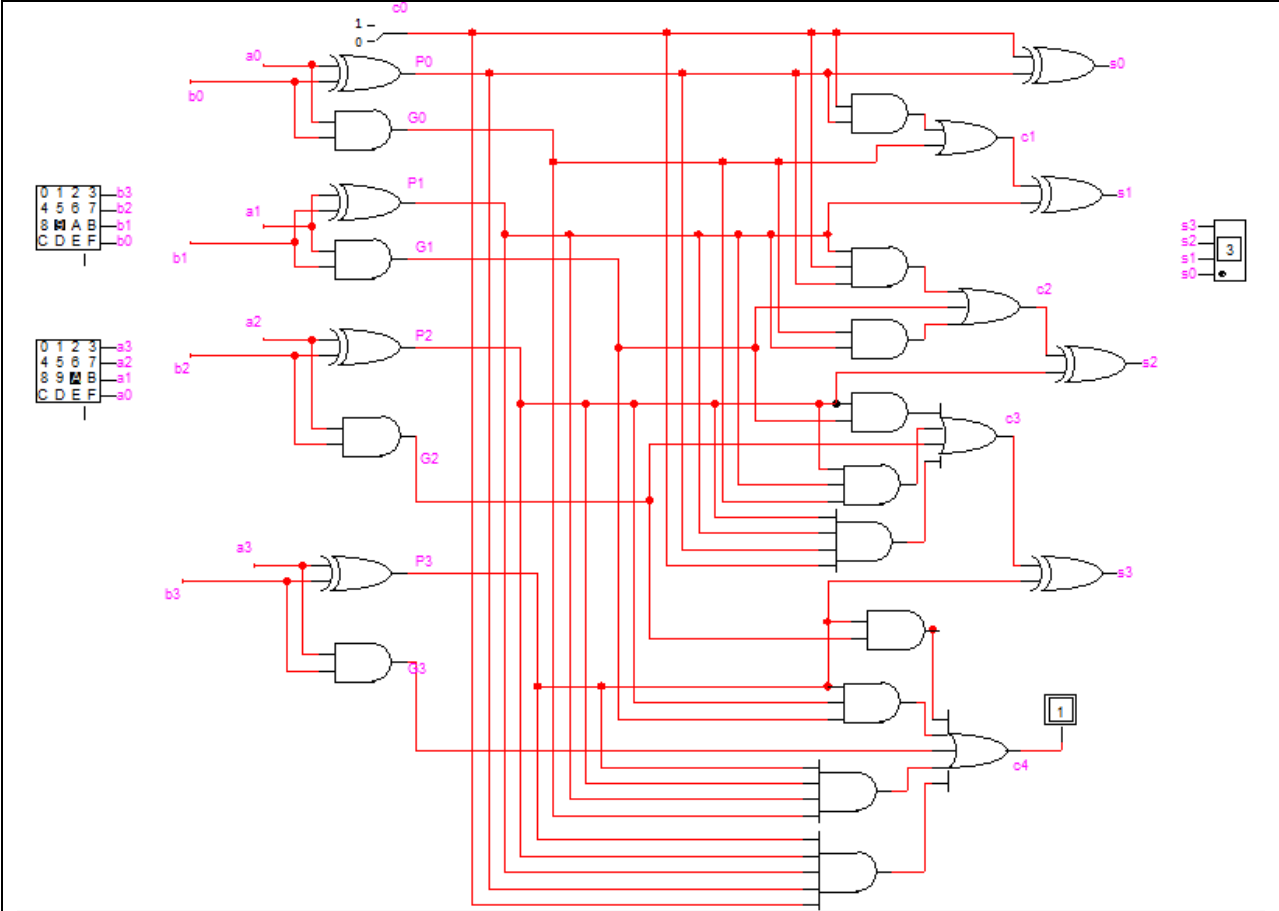 c0
1
0
a0
P0
s0
b0
G0
c1
0 1 2 3 b3
4 5 6 7 b2
8 9 A B b1
C D E F b0
P1
s1
a1
G1
b1
s3
s2
s1
s0
3
c2
a2
P2
s2
b2
0 1 2 3 a3
4 5 6 7 a2
8 9 A B a1
C D E F a0
c3
G2
a3
P3
s3
b3
G3
1
c4